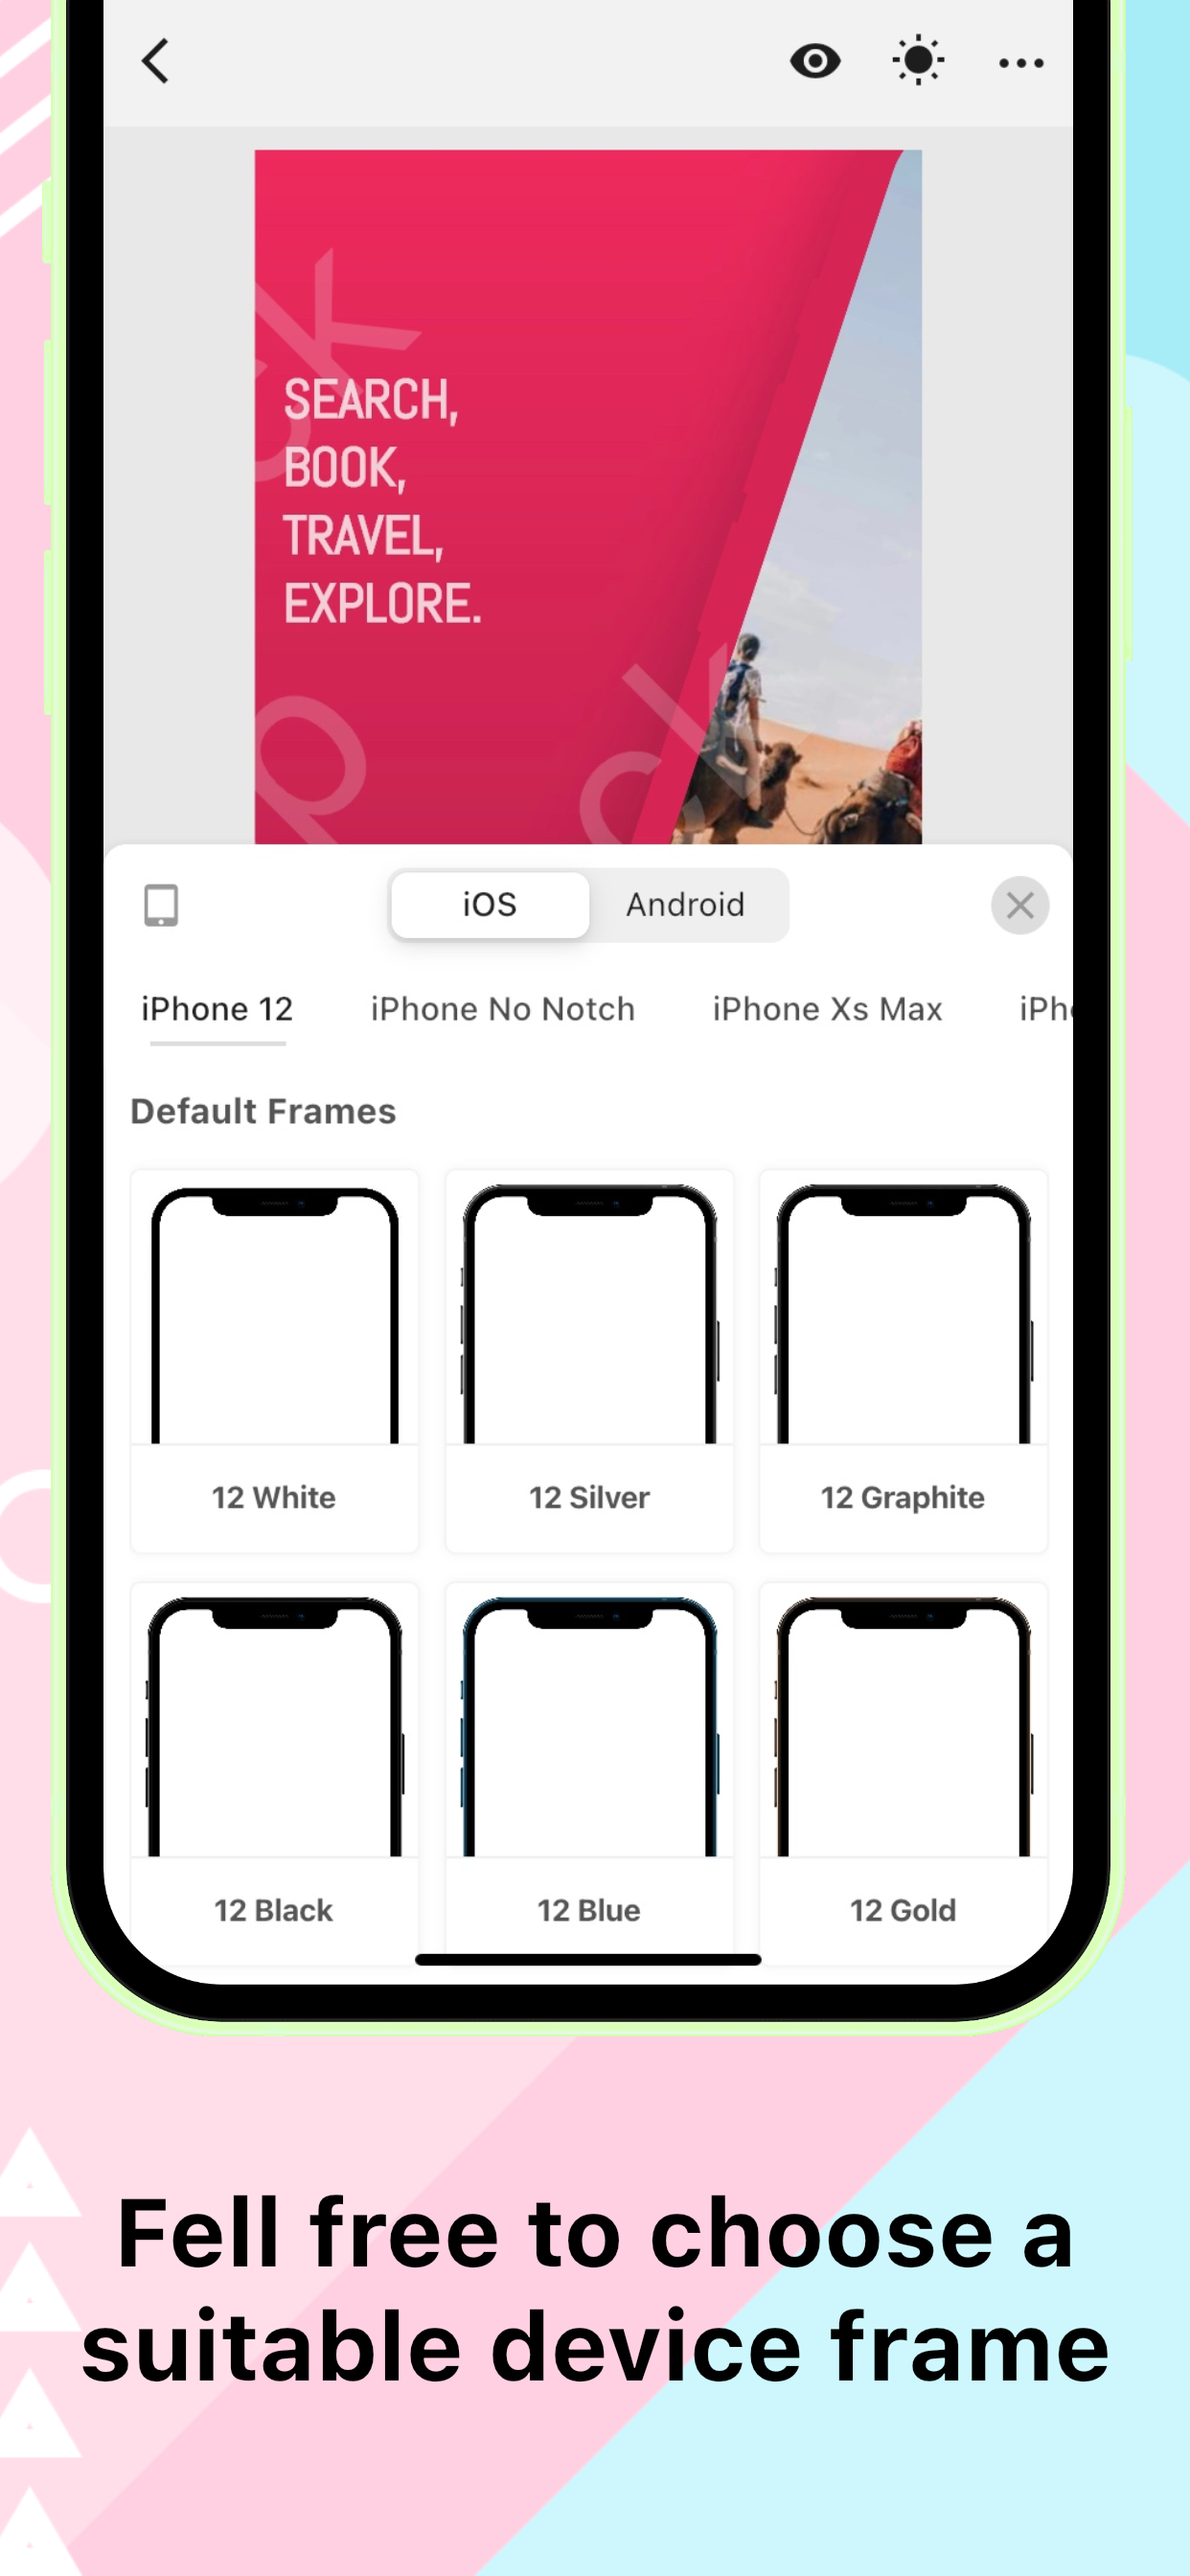 SEARCH,
BOOK,
TRAVEL,
EXPLORE.
iOS Android
iPhone 12 iPhone No Notch iPhone Xs Max iPh
Default Frames
12 White 12 Silver 12 Graphite
12 Black 12 Blue 12 Gold
Fell free to choose a
suitable device frame